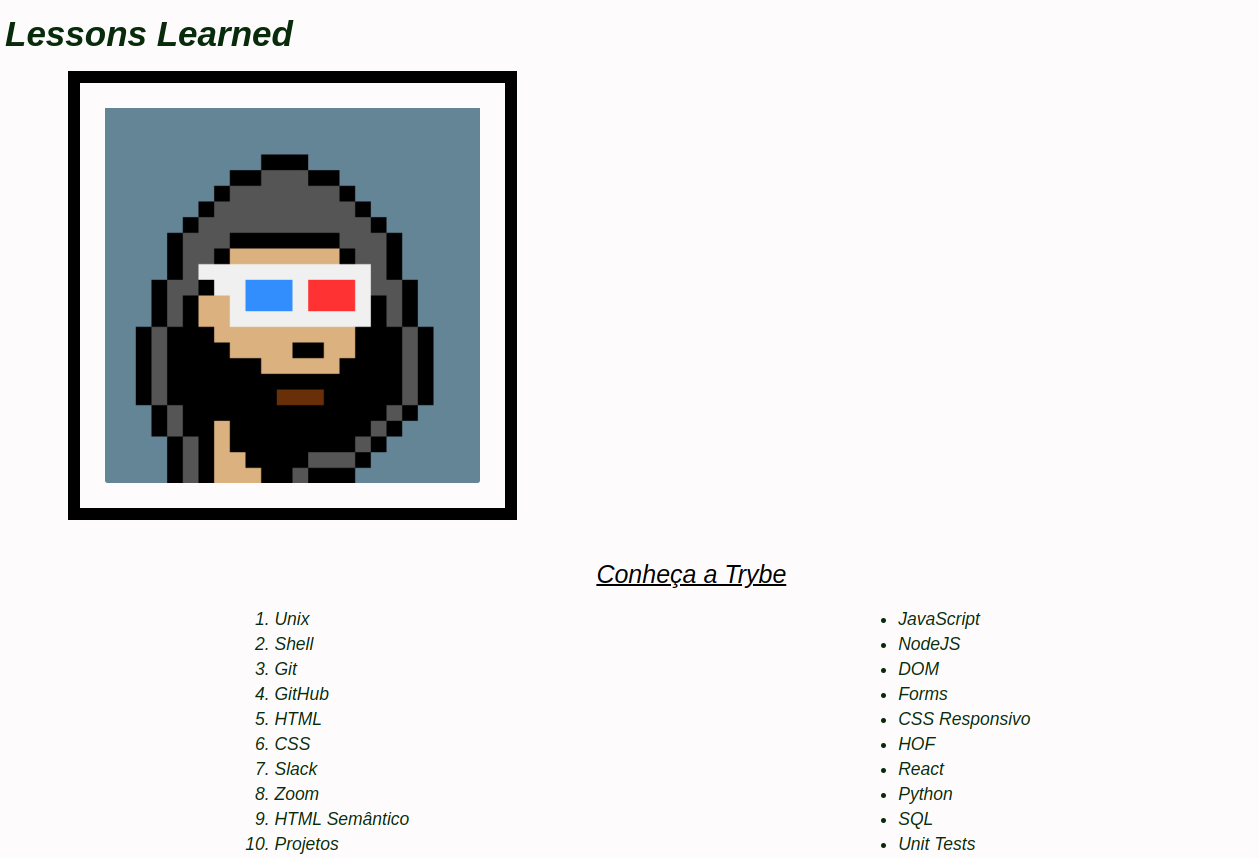 Lessons Learned
Conheça a Trybe
1. Unix
2. Shell
3. Git
4. GitHub
5. HTML
6. CSS
7. Slack
8. Zoom
9. HTML Semântico
10. Projetos
• JavaScript
• NodeJS
• DOM
• Forms
• CSS Responsivo
• HOF
• React
• Python
• SQL
• Unit Tests